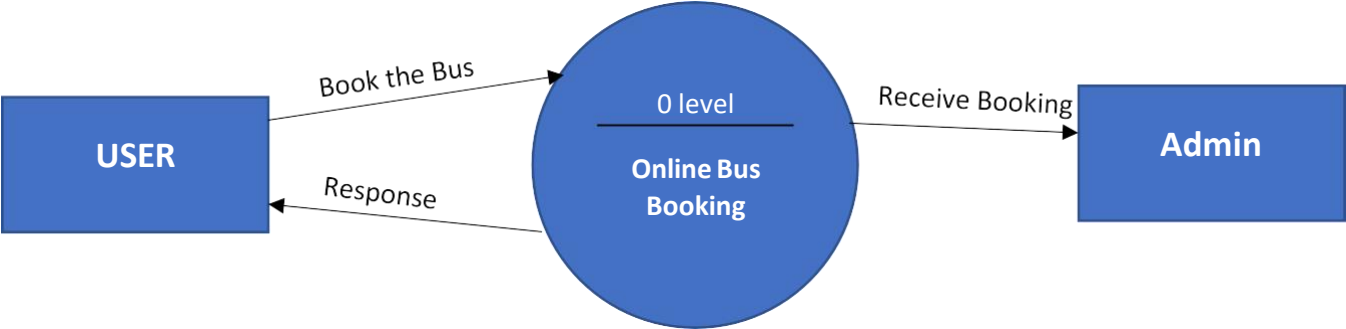 USER
Book the Bus
Response
0 level
Online Bus
Booking
Receive Booking
Admin